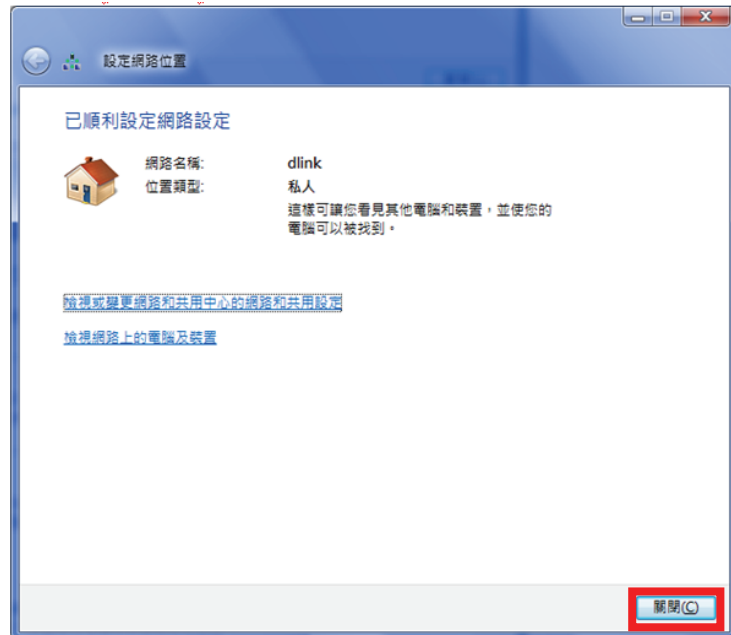 設定網路位置
已順利設定網路設定
網路名稱: dlink
位置類型: 私人
這樣可讓您看見其他電腦和裝置，並使您的
電腦可以被找到。
檢視或變更網路和共用中心的網路和共用設定
檢視網路上的電腦及裝置
關閉(C)